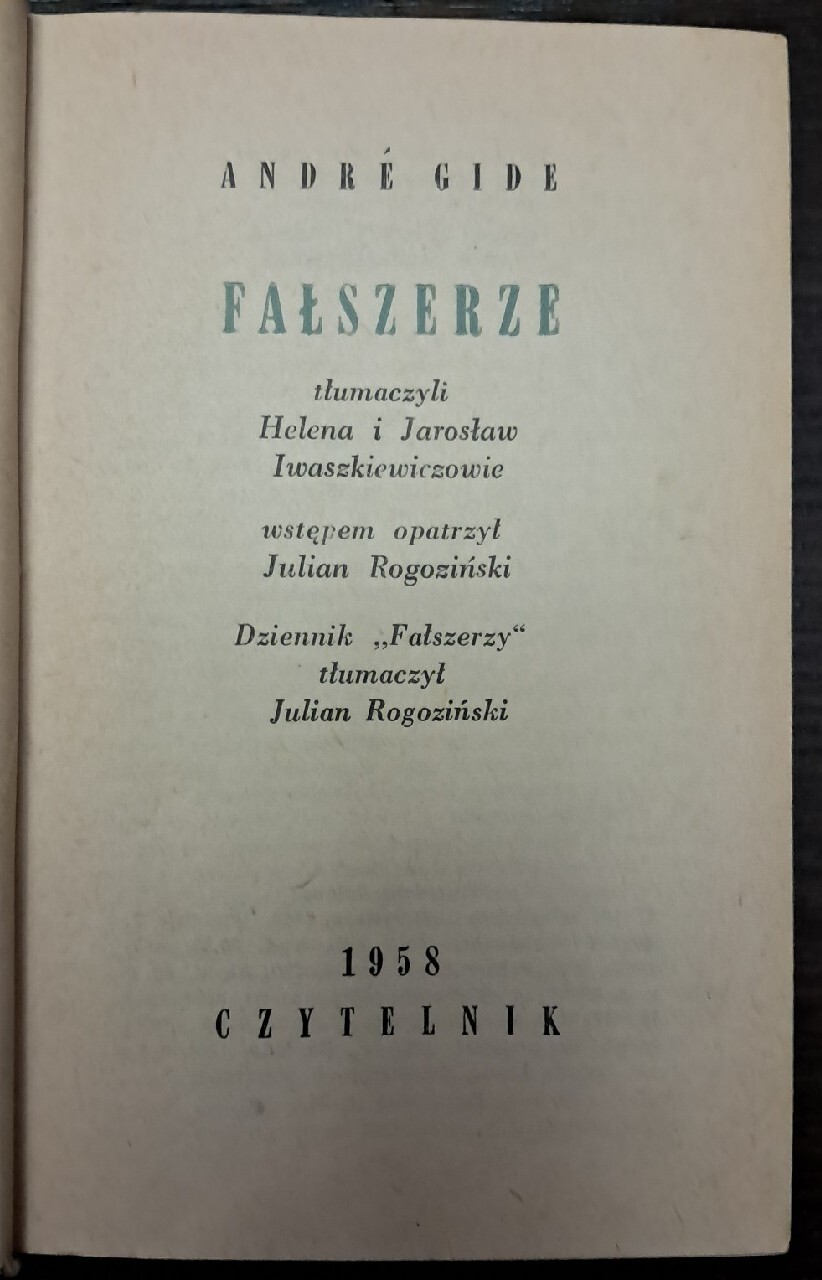 ANDRÉ GIDE
FAŁSZERZE
tłumaczyli
Helena i Jarosław
Iwaszkiewiczowie
wstępem opatrzył
Julian Rogoziński
Dziennik „Fałszerzy“
tłumaczył
Julian Rogoziński
1958
CZYTELNIK